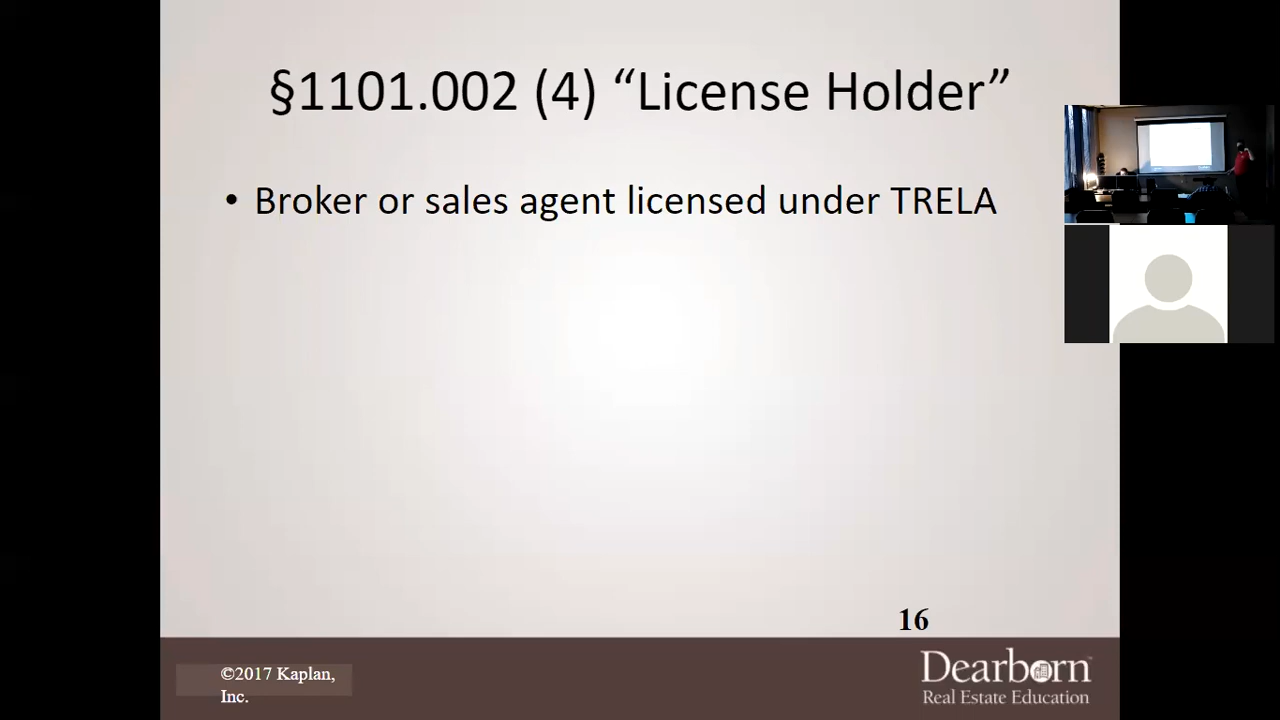 §1101.002 (4) “License Holder”
• Broker or sales agent licensed under TRELA
16
©2017 Kaplan,
Inc.
Dearborn™
Real Estate Education